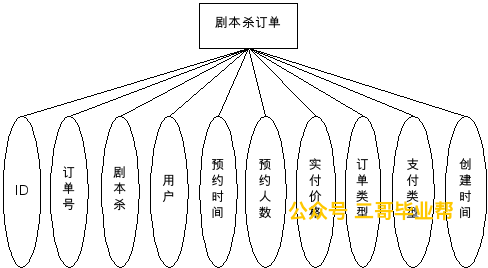 剧本杀订单
ID
订单号
剧本杀
用户
预约时间
预约人数
实付价格
订单类型
支付类型
创建时间
公众号 二哥毕业帮